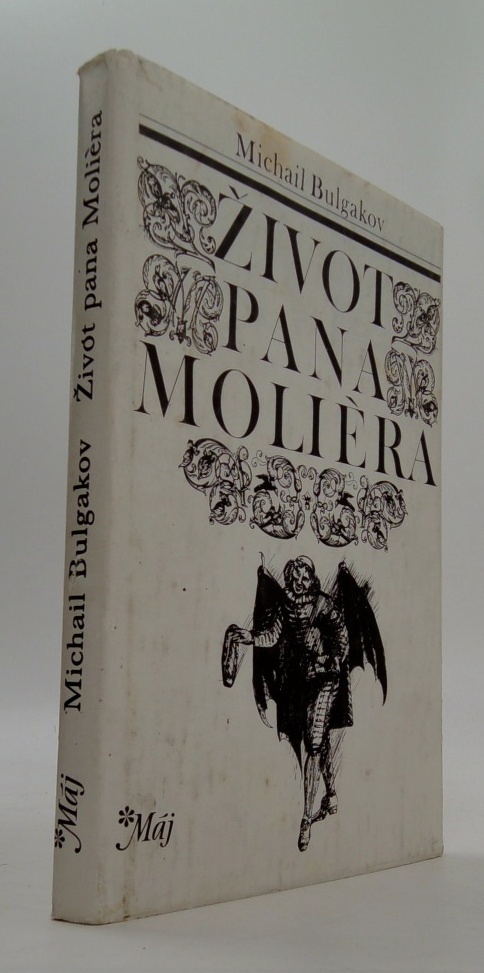 Michail Bulgakov
ŽIVOT
PANA
MOLIÈRA
*Máj
Michail Bulgakov Život pana Molièra
*Máj